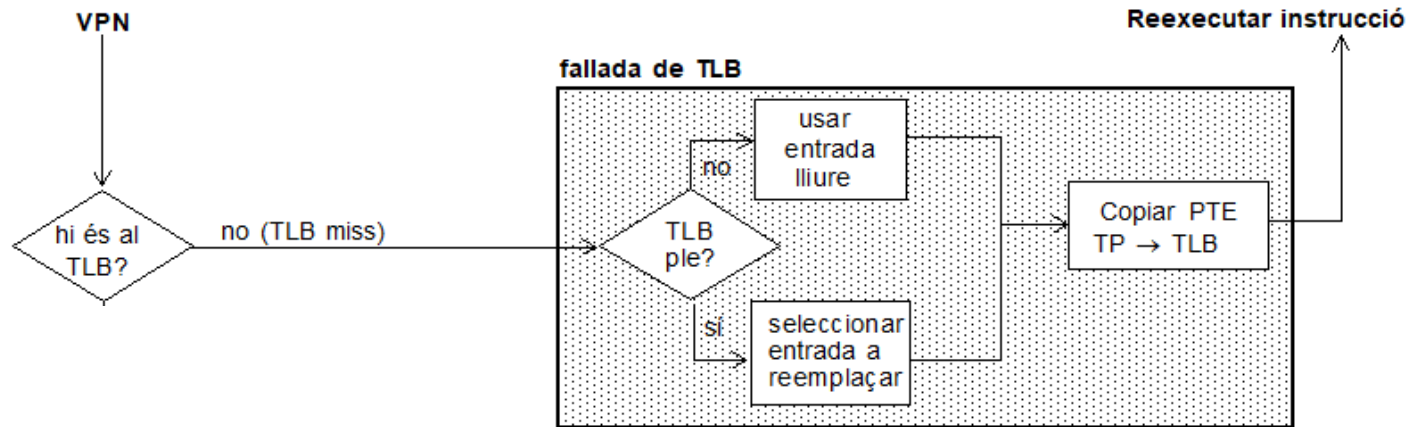 VPN
Reexecutar instrucció
fallada de TLB
usar
entrada
lliure
no
hi és al
TLB?
no (TLB miss)
TLB
ple?
Copiar PTE
TP → TLB
sí
seleccionar
entrada a
reemplaçar